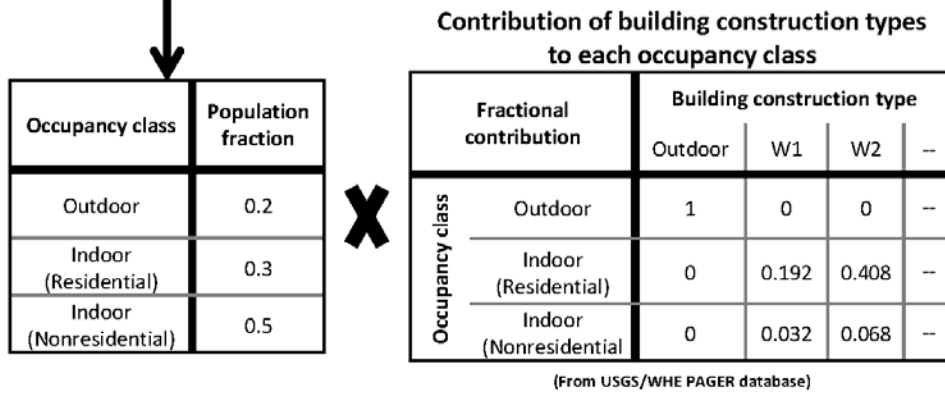 Contribution of building construction types
to each occupancy class
Occupancy class
Population
fraction
Outdoor
0.2
Indoor
(Residential)
0.3
Indoor
(Nonresidential)
0.5
X
Fractional
contribution
Building construction type
Outdoor W1 W2 --
Occupancy class
Outdoor 1 0 0 --
Indoor
(Residential)
0 0.192 0.408 --
Indoor
(Nonresidential
0 0.032 0.068 --
(From USGS/WHE PAGER database)